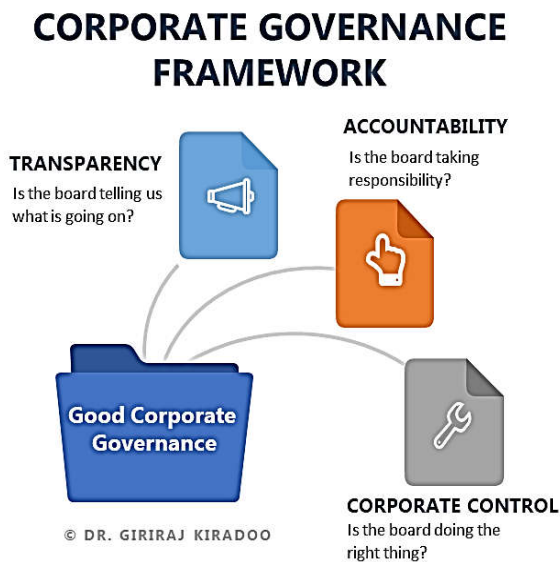 CORPORATE GOVERNANCE
FRAMEWORK
TRANSPARENCY
Is the board telling us
what is going on?
ACCOUNTABILITY
Is the board taking
responsibility?
Good Corporate
Governance
CORPORATE CONTROL
Is the board doing the
right thing?
© DR. GIRIRAJ KIRADOO